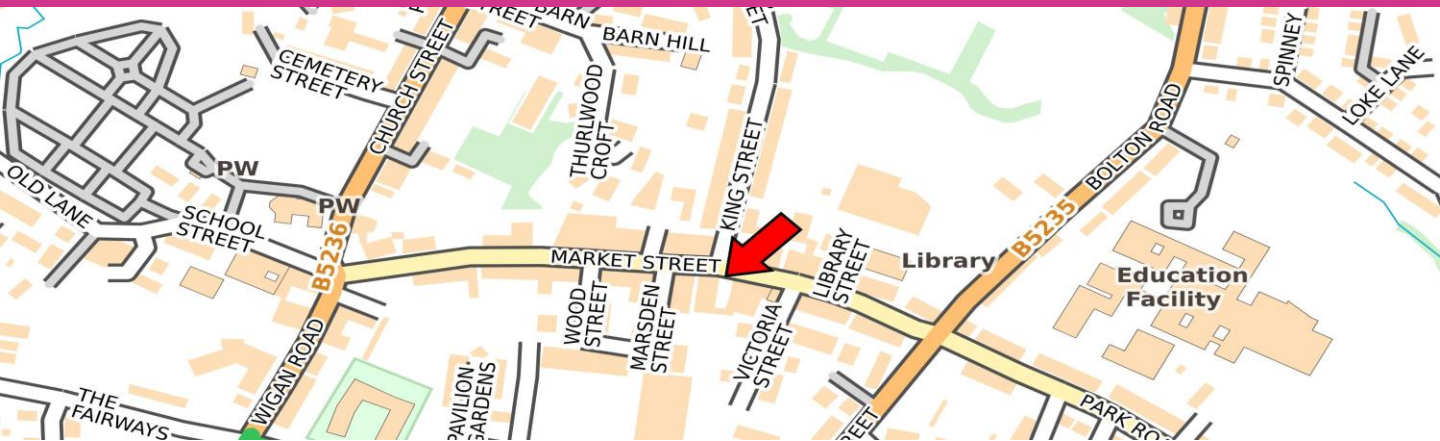 BARN
BARN HILL
CEMETERY
STREET
CHURCH STREET
THURLWOOD
CROFT
KING STREET
SPINNEY
LOKE LANE
BOLTON ROAD
PW
OLD LANE
SCHOOL
STREET
PW
B5236
B5235
MARKET STREET
LIBRARY
STREET
Library
Education
Facility
WOOD
STREET
MARSDEN
STREET
VICTORIA
STREET
WIGAN ROAD
THE
FAIRWAYS
PAVILION
GARDENS
PARK